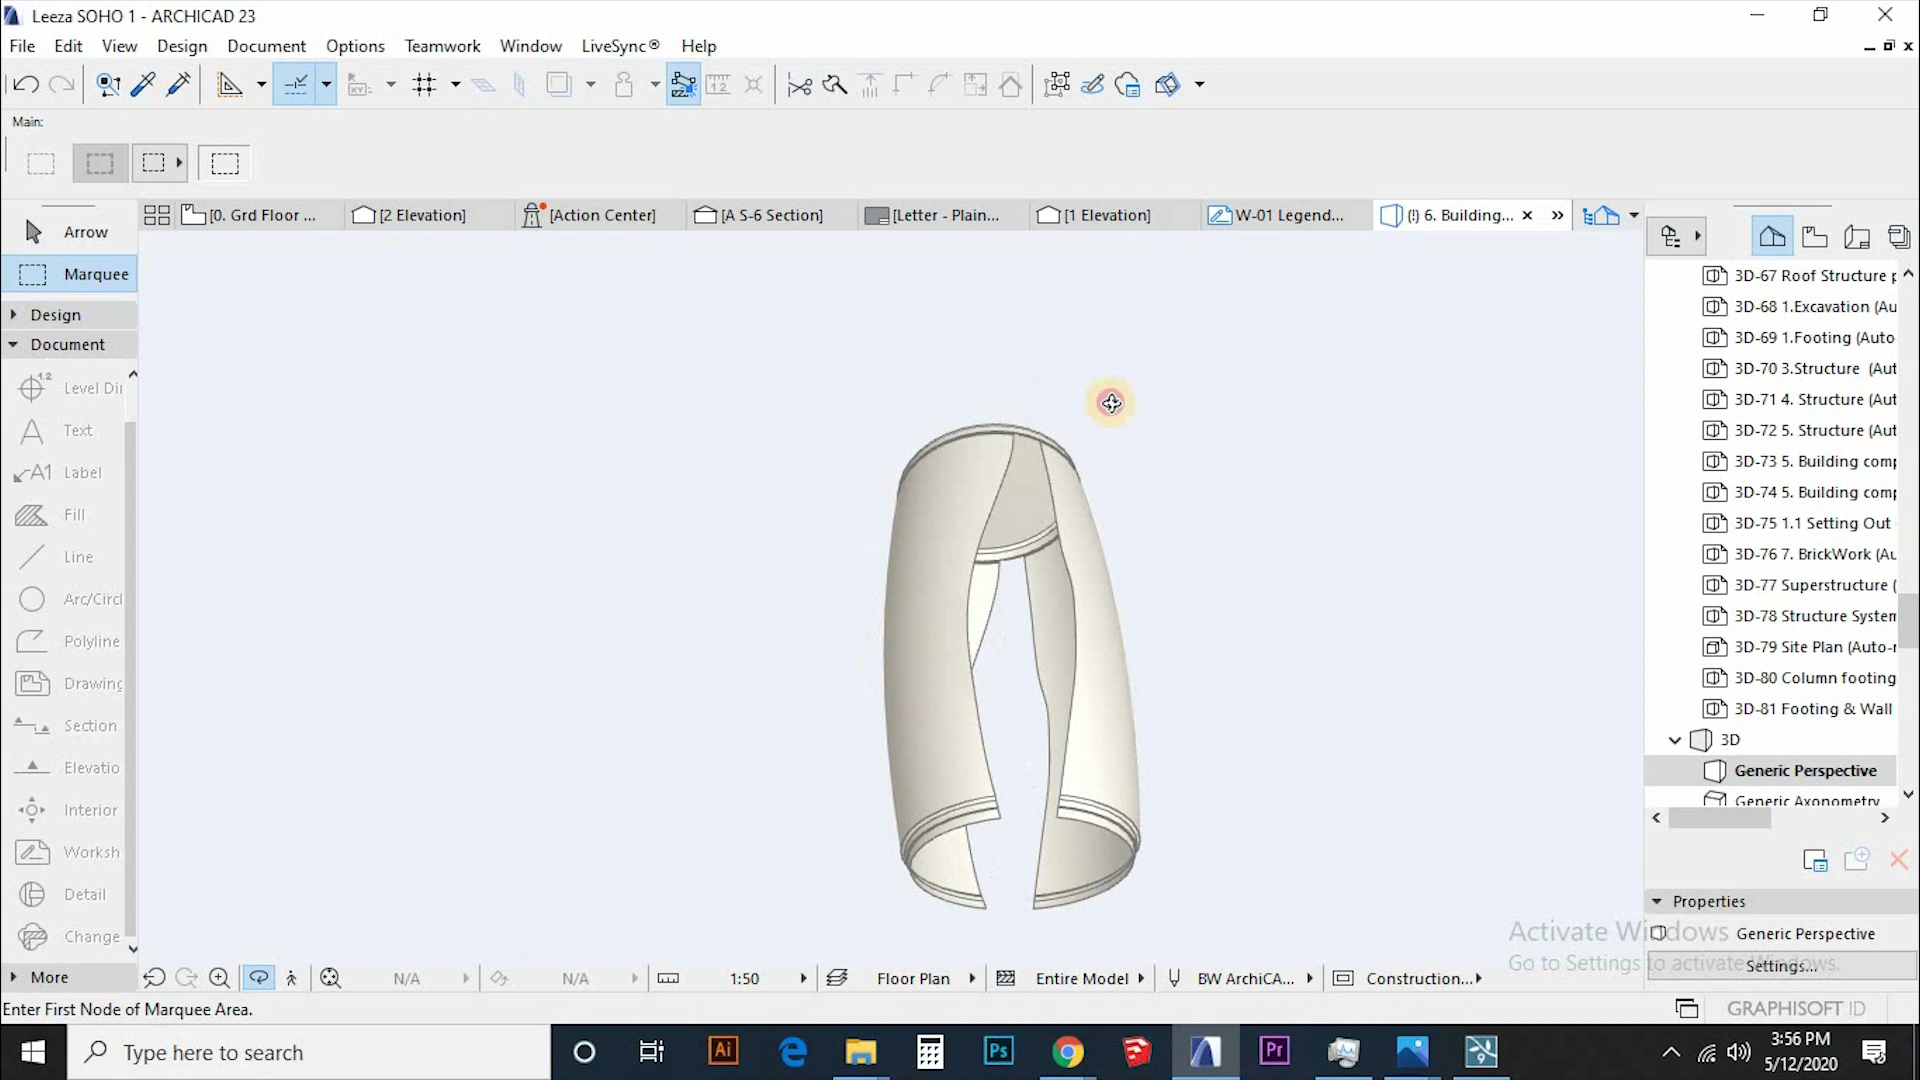 Leeza SOHO 1 - ARCHICAD 23
File Edit View Design Document Options Teamwork Window LiveSync® Help
Main:
[0. Grd Floor ... [2 Elevation] [Action Center] [A S-6 Section] [Letter - Plain... [1 Elevation] W-01 Legend... (!) 6. Building...
Arrow
Marquee
Design
Document
Level Di
Text
A1 Label
Fill
Line
Arc/Circl
Polyline
Drawing
Section
Elevatio
Interior
Worksh
Detail
Change
More
3D-67 Roof Structure p
3D-68 1.Excavation (Au
3D-69 1.Footing (Auto
3D-70 3.Structure (Aut
3D-71 4. Structure (Aut
3D-72 5. Structure (Aut
3D-73 5. Building comp
3D-74 5. Building comp
3D-75 1.1 Setting Out
3D-76 7. BrickWork (Au
3D-77 Superstructure (
3D-78 Structure System
3D-79 Site Plan (Auto-r
3D-80 Column footing
3D-81 Footing & Wall
3D
Generic Perspective
Generic Axonometry
Properties
Generic Perspective
Settings...
Activate Windows
Go to Settings to activate Windows.
N/A N/A 1:50 Floor Plan Entire Model BW ArchiCA... Construction...
Enter First Node of Marquee Area.
GRAPHISOFT ID
Type here to search
Ai Ps Pr
3:56 PM
5/12/2020